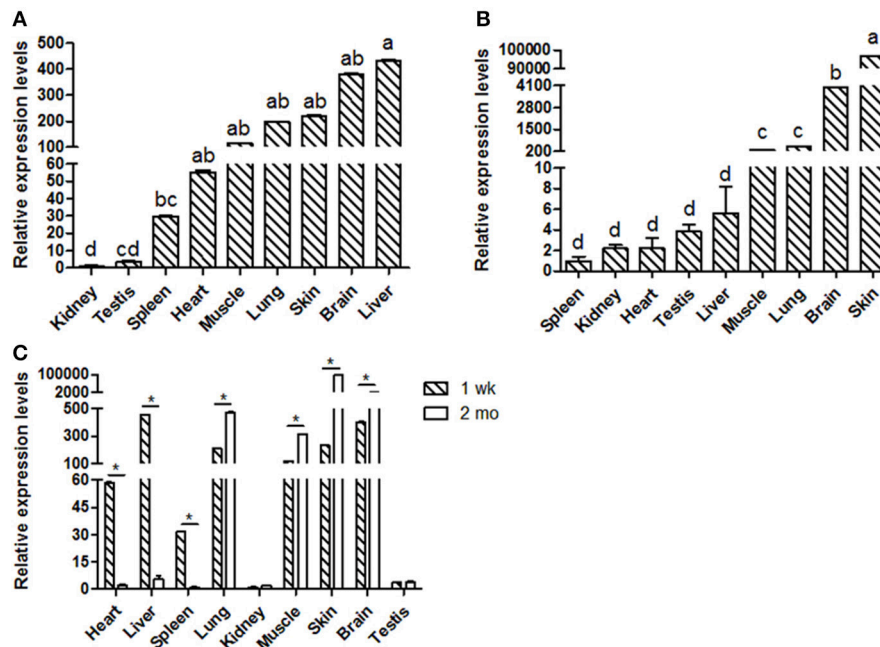 A
Relative expression levels
500
400
300
200
100
60
50
40
30
20
10
0
d
cd
bc
ab
ab
ab
ab
ab
a
Kidney
Testis
Spleen
Heart
Muscle
Lung
Skin
Brain
Liver
B
Relative expression levels
100000
90000
4100
2800
1500
200
10
8
6
4
2
0
d
d
d
d
d
c
c
b
a
Spleen
Kidney
Heart
Testis
Liver
Muscle
Lung
Brain
Skin
C
Relative expression levels
100000
2000
500
300
100
60
45
30
15
0
*
*
*
*
*
*
*
Heart
Liver
Spleen
Lung
Kidney
Muscle
Skin
Brain
Testis
1 wk
2 mo